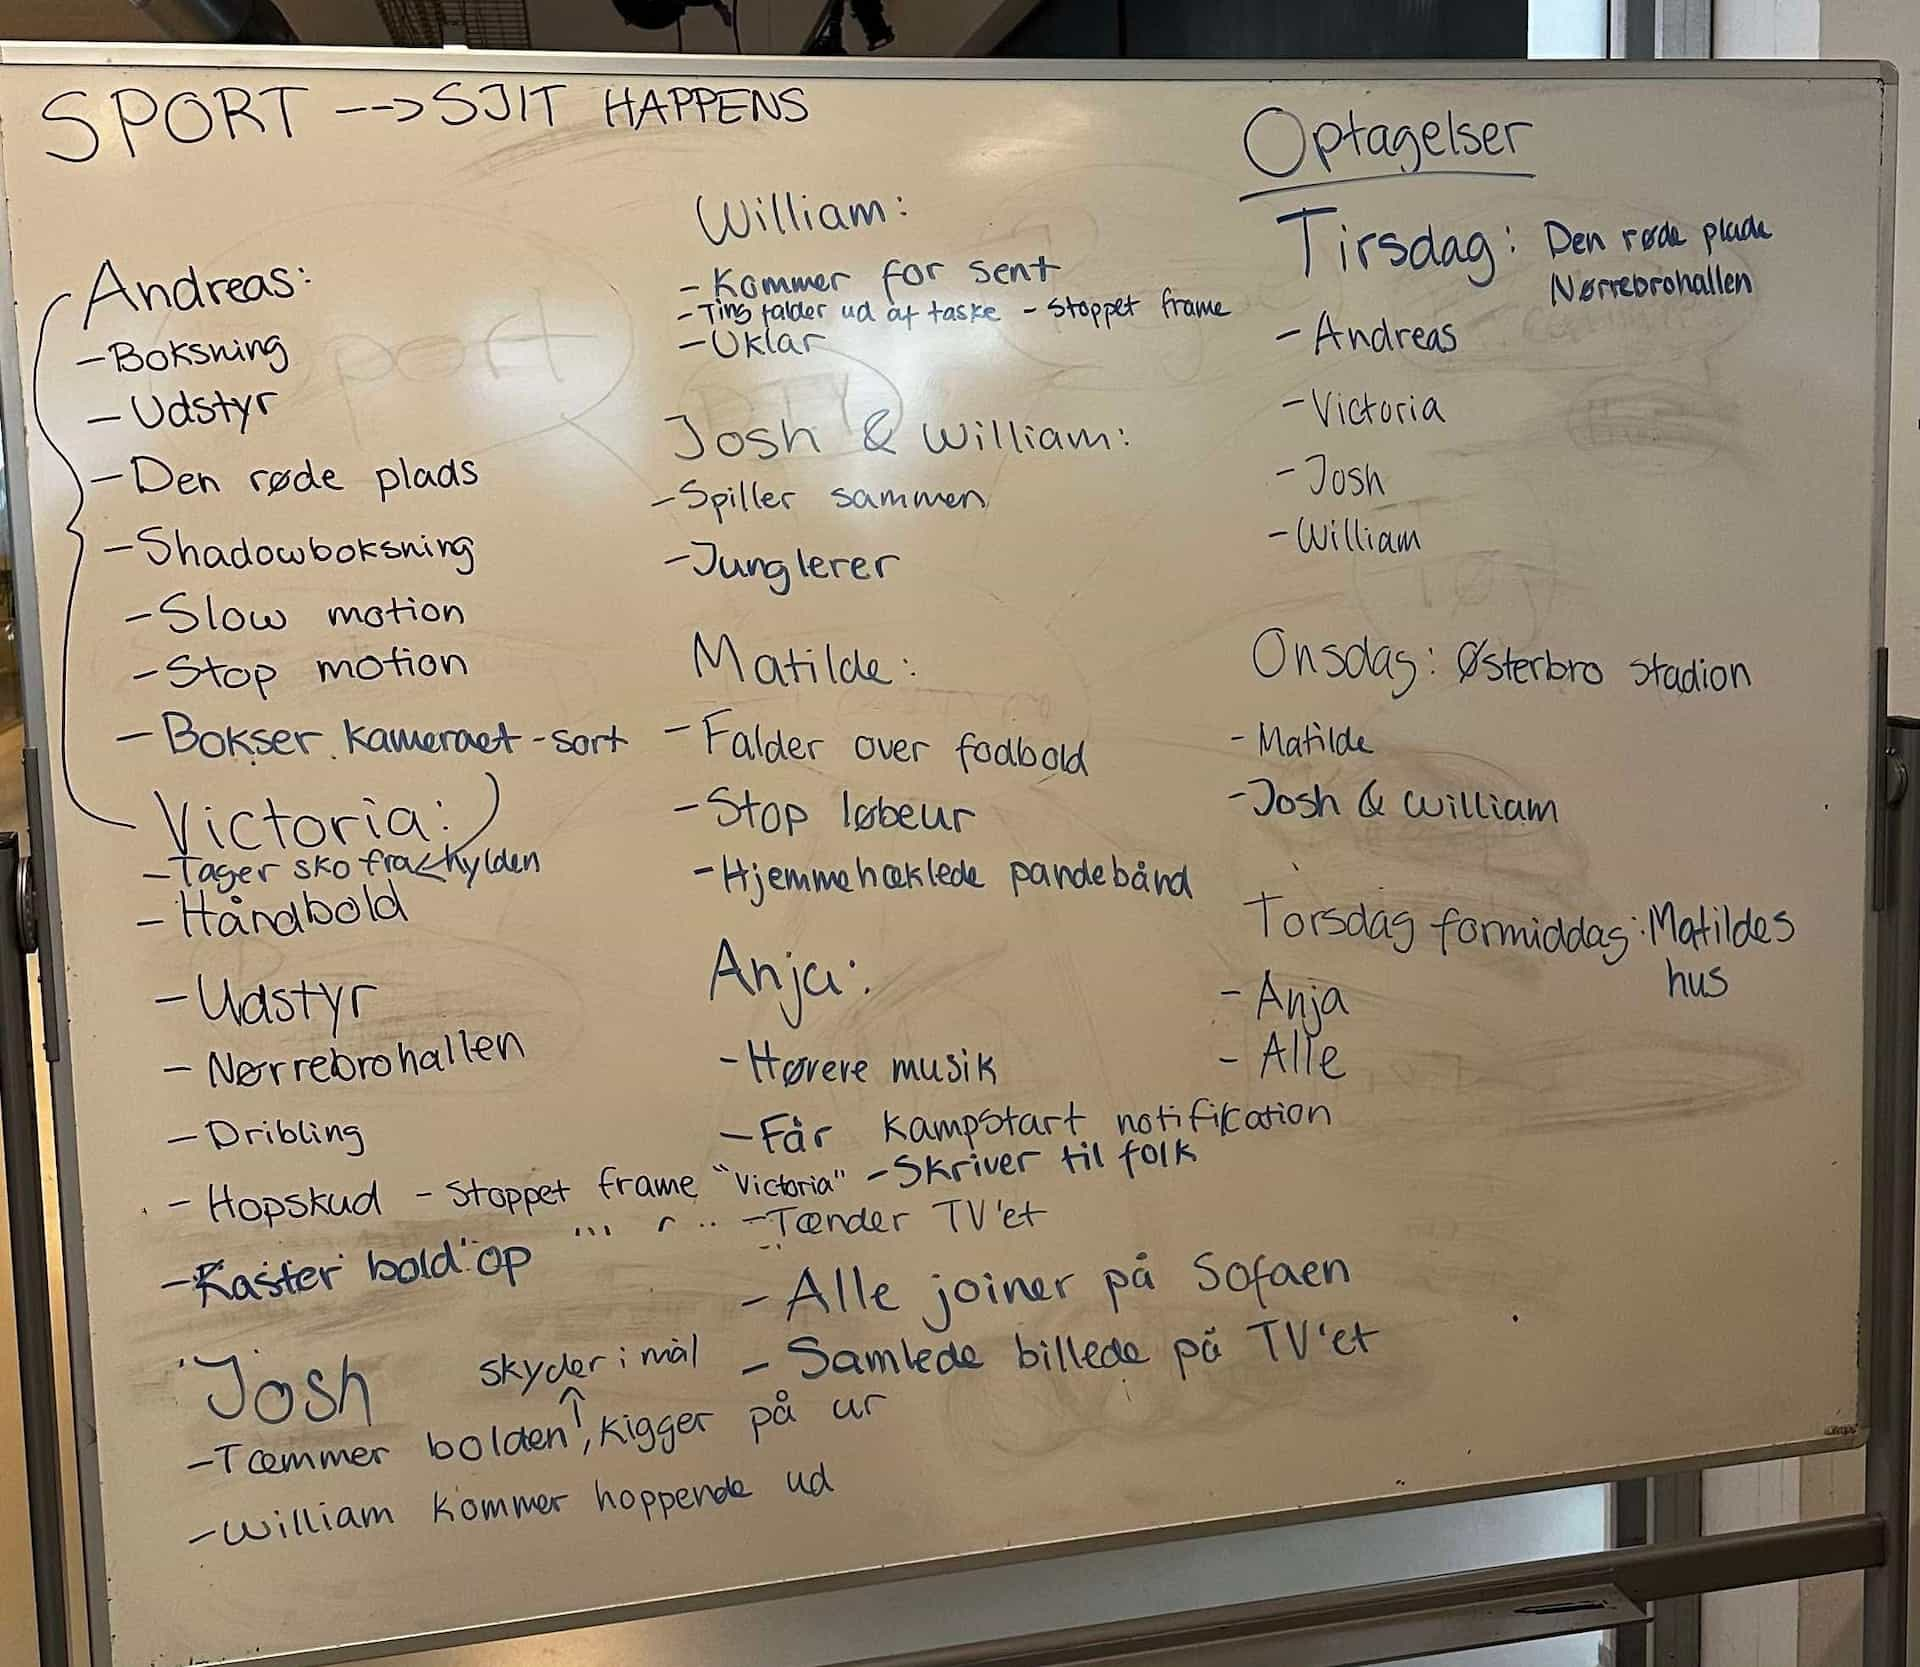 SPORT --> SJIT HAPPENS
Andreas:
- Boksning
- Udstyr
- Den røde plads
- Shadowboksning
- Slow motion
- Stop motion
- Bokser kameraet - sort
Victoria:
- Tager sko fra hylden
- Håndbold
- Udstyr
- Nørrebrohallen
- Dribling
- Hopskud - stoppet frame "Victoria"
- Kaster bold op
Josh
skyder i mål
↑
- Tæmmer bolden, kigger på ur
- William kommer hoppende ud
William:
- Kommer for sent
- Ting falder ud af taske - stoppet frame
- Uklar
Josh & William:
- Spiller sammen
- Junglerer
Matilde:
- Falder over fodbold
- Stop løbeur
- Hjemmehæklede pandebånd
Anja:
- Hørere musik
- Får kampstart notification
- Skriver til folk
- Tænder TV'et
- Alle joiner på Sofaen
- Samlede billede på TV'et
Optagelser
Tirsdag: Den røde plade
Nørrebrohallen
- Andreas
- Victoria
- Josh
- William
Onsdag: Østerbro stadion
- Matilde
- Josh & William
Torsdag formiddag: Matildes
hus
- Anja
- Alle